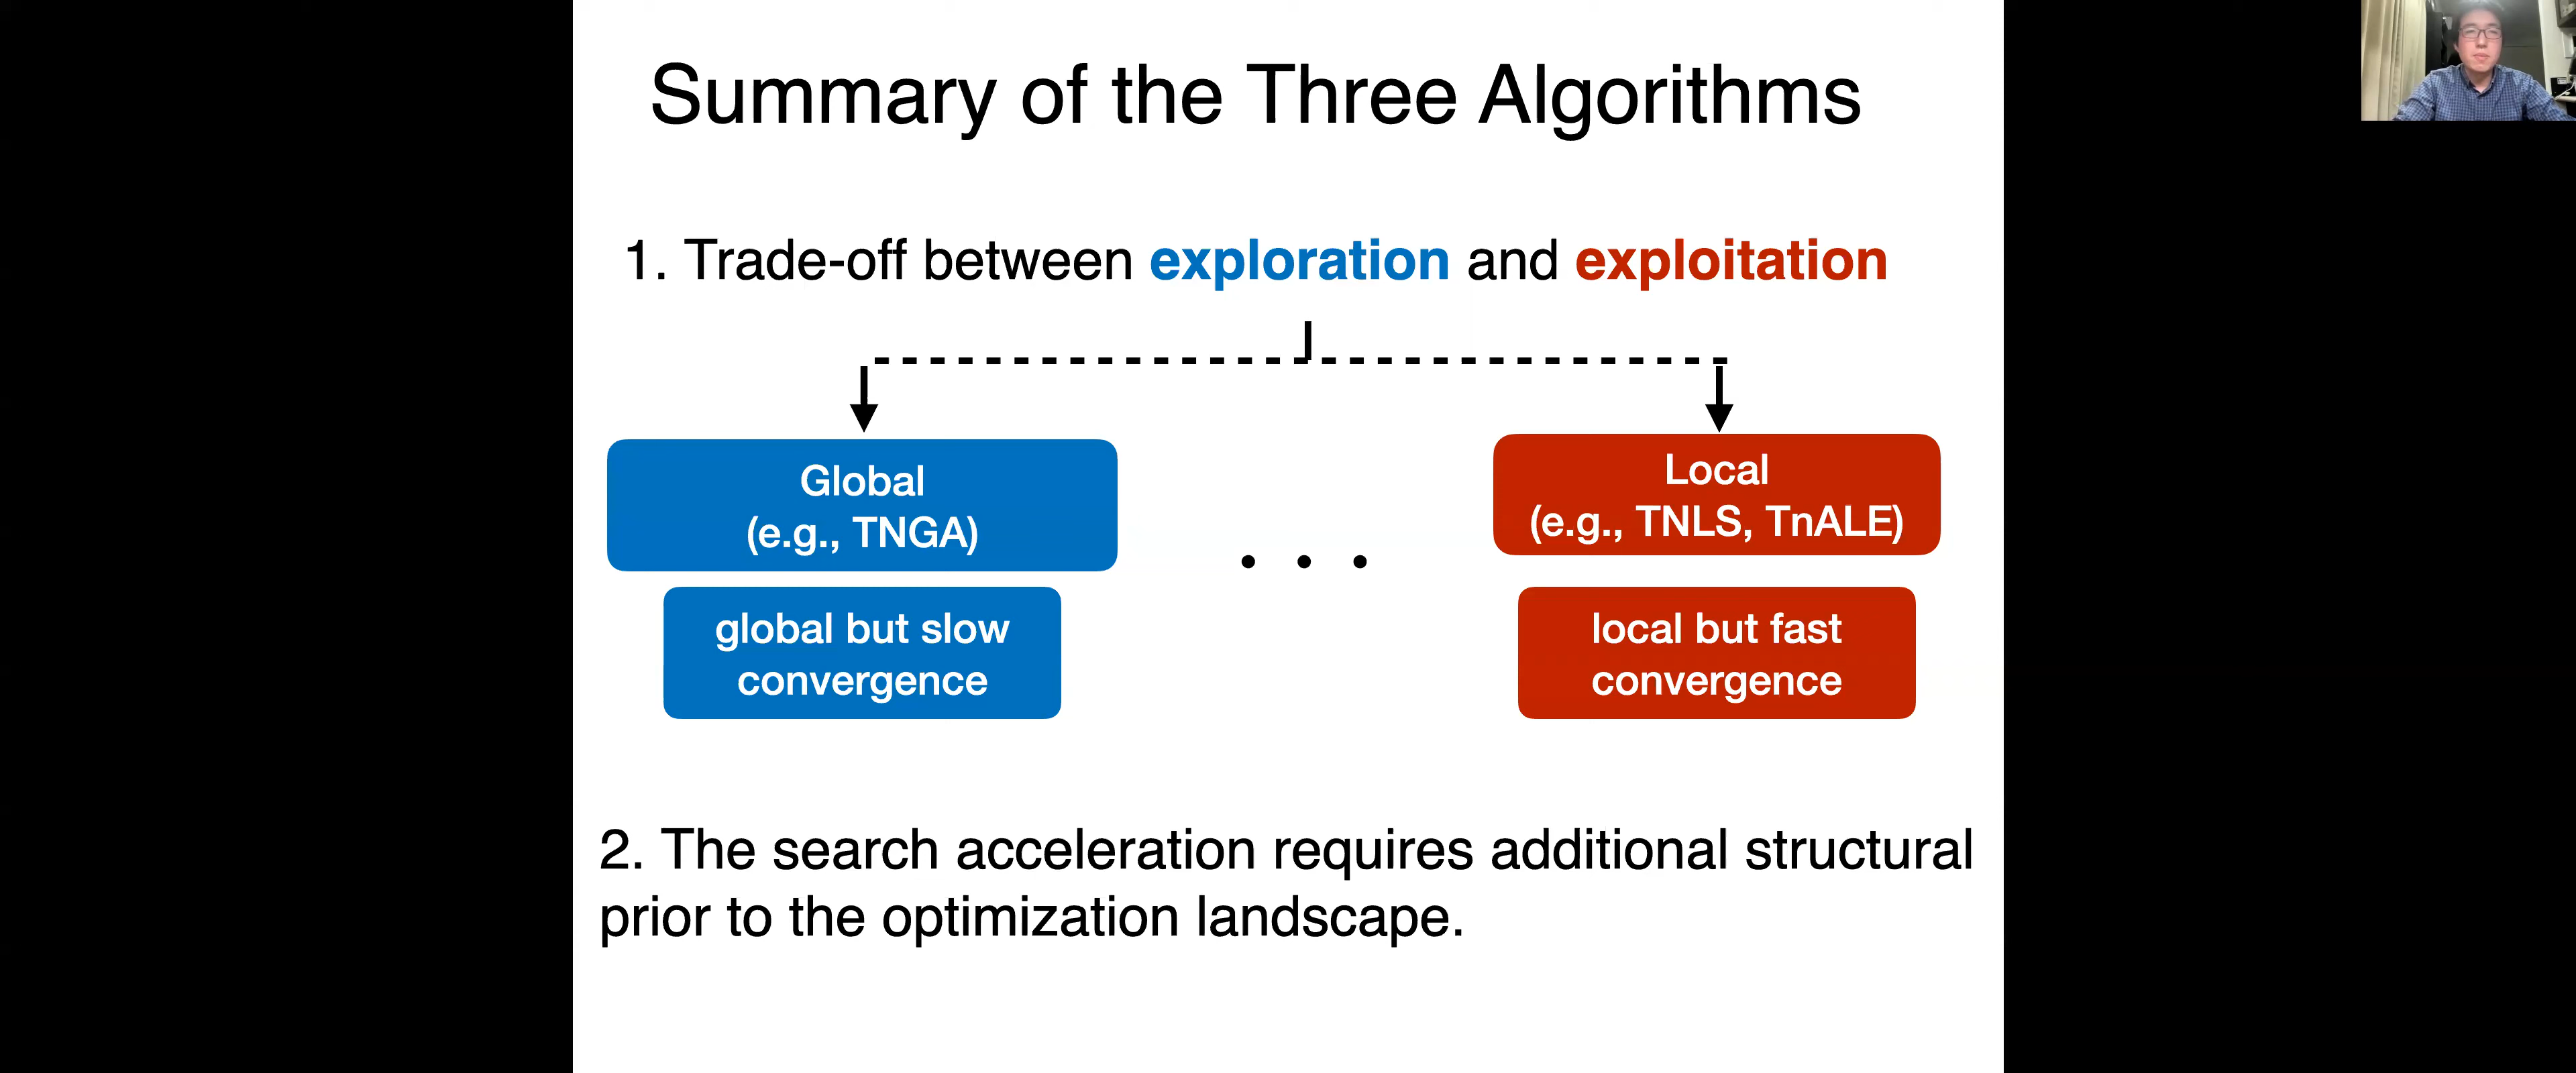 Summary of the Three Algorithms
1. Trade-off between exploration and exploitation
Global
(e.g., TNGA)
global but slow
convergence
. . .
Local
(e.g., TNLS, TnALE)
local but fast
convergence
2. The search acceleration requires additional structural
prior to the optimization landscape.